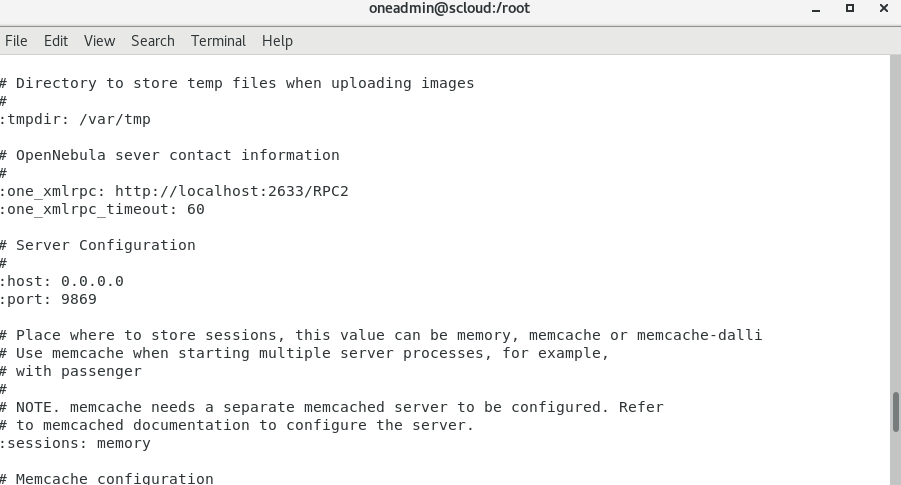 oneadmin@scloud:/root
File Edit View Search Terminal Help
# Directory to store temp files when uploading images
#
:tmpdir: /var/tmp
# OpenNebula sever contact information
#
:one_xmlrpc: http://localhost:2633/RPC2
:one_xmlrpc_timeout: 60
# Server Configuration
#
:host: 0.0.0.0
:port: 9869
# Place where to store sessions, this value can be memory, memcache or memcache-dalli
# Use memcache when starting multiple server processes, for example,
# with passenger
#
# NOTE. memcache needs a separate memcached server to be configured. Refer
# to memcached documentation to configure the server.
:sessions: memory
# Memcache configuration